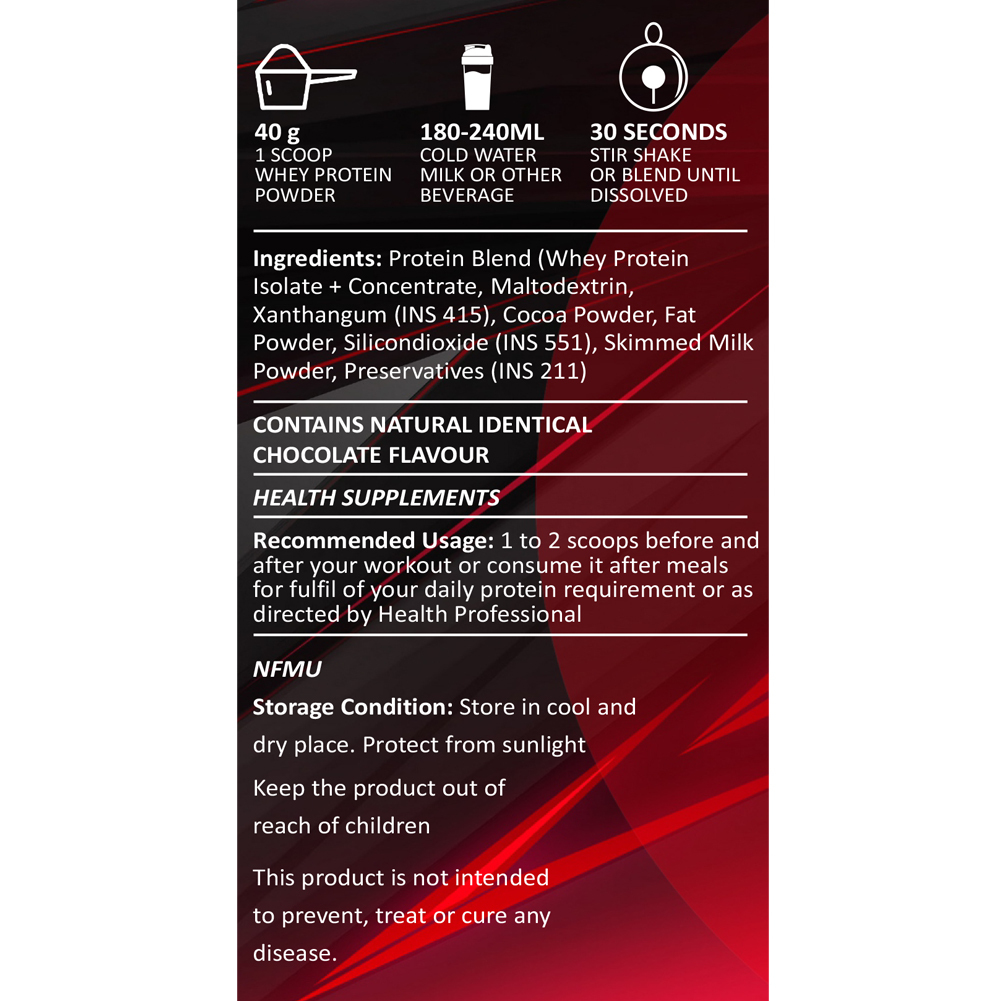 40 g
1 SCOOP
WHEY PROTEIN
POWDER
180-240ML
COLD WATER
MILK OR OTHER
BEVERAGE
30 SECONDS
STIR SHAKE
OR BLEND UNTIL
DISSOLVED
Ingredients: Protein Blend (Whey Protein
Isolate + Concentrate, Maltodextrin,
Xanthangum (INS 415), Cocoa Powder, Fat
Powder, Silicondioxide (INS 551), Skimmed Milk
Powder, Preservatives (INS 211)
CONTAINS NATURAL IDENTICAL
CHOCOLATE FLAVOUR
HEALTH SUPPLEMENTS
Recommended Usage: 1 to 2 scoops before and
after your workout or consume it after meals
for fulfil of your daily protein requirement or as
directed by Health Professional
NFMU
Storage Condition: Store in cool and
dry place. Protect from sunlight
Keep the product out of
reach of children
This product is not intended
to prevent, treat or cure any
disease.